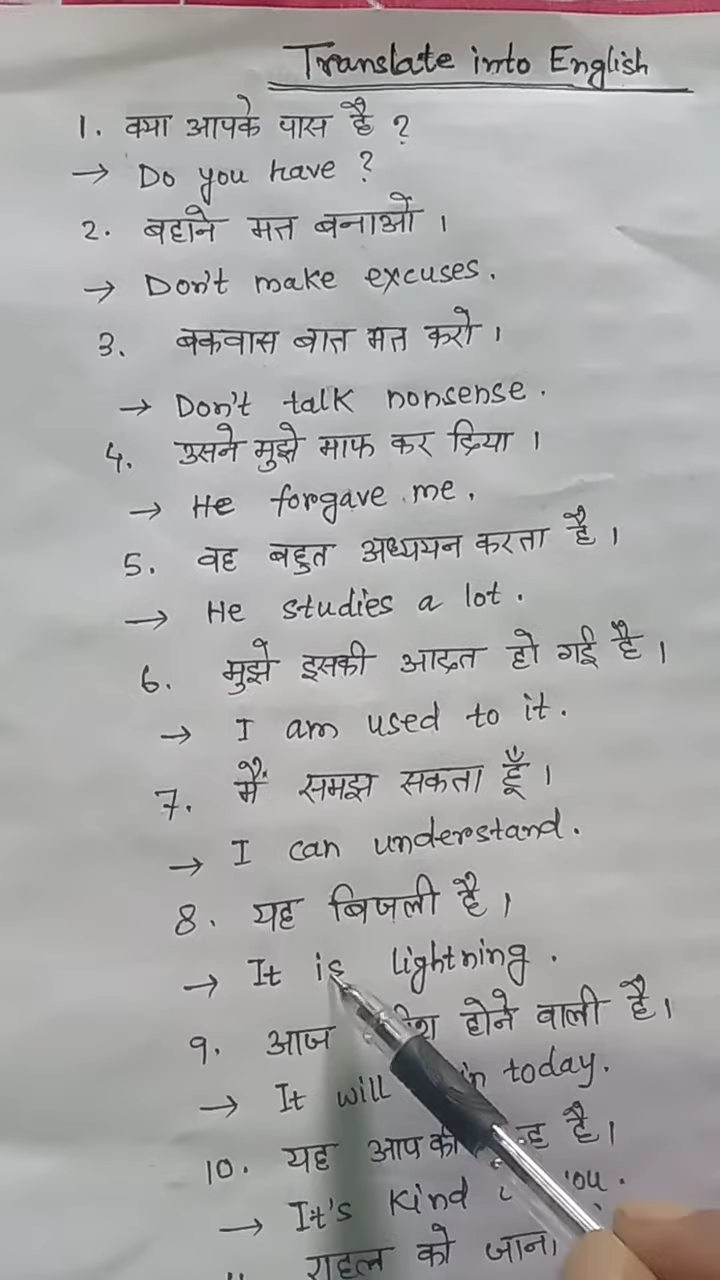 Translate into English
1. क्या आपके पास है ?
→ Do you have ?
2. बहाने मत बनाओ ।
→ Don't make excuses.
3. बकवास बात मत करो ।
→ Don't talk nonsense.
4. उसने मुझे माफ कर दिया ।
→ He forgave me.
5. वह बहुत अध्ययन करता है ।
→ He studies a lot.
6. मुझे इसकी आदत हो गई है ।
→ I am used to it.
7. मैं समझ सकता हूँ ।
→ I can understand.
8. यह बिजली है ।
→ It is lightning.
9. आज होने वाली है ।
→ It will today.
10. यह आपकी है ।
→ It's kind
राहुल को